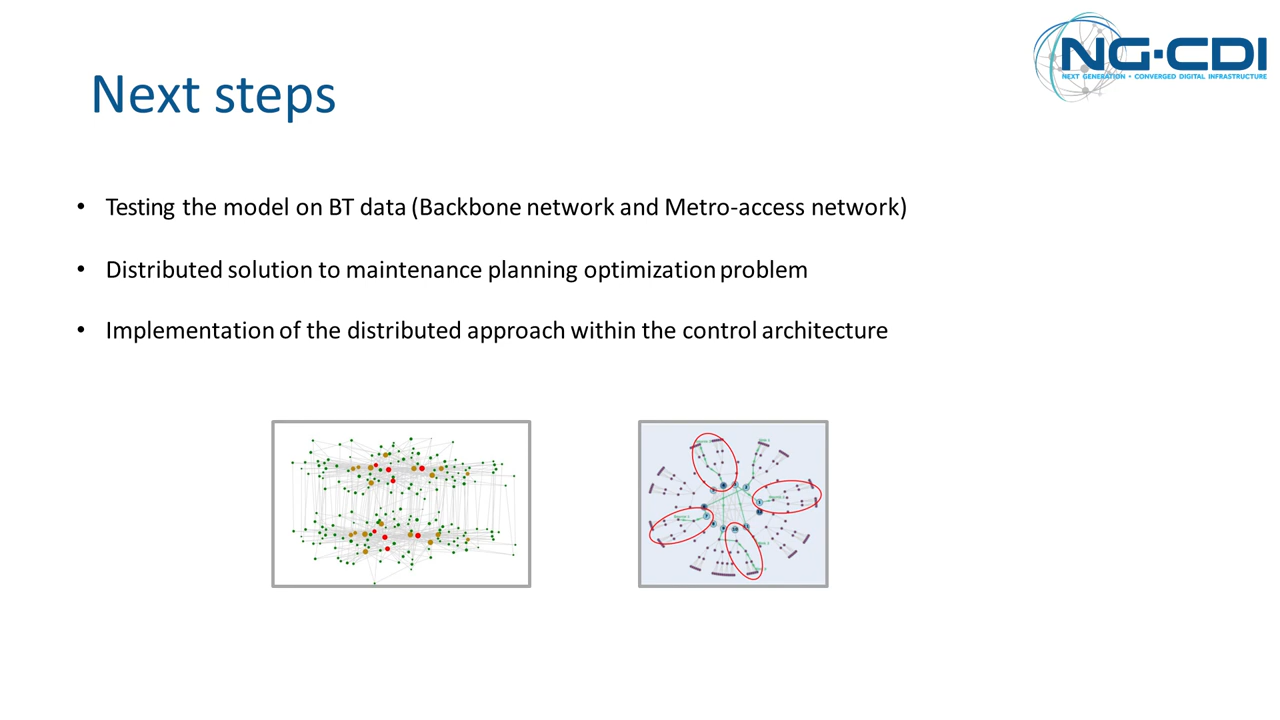 NG·CDI
NEXT GENERATION • CONVERGED DIGITAL INFRASTRUCTURE
Next steps
• Testing the model on BT data (Backbone network and Metro-access network)
• Distributed solution to maintenance planning optimization problem
• Implementation of the distributed approach within the control architecture